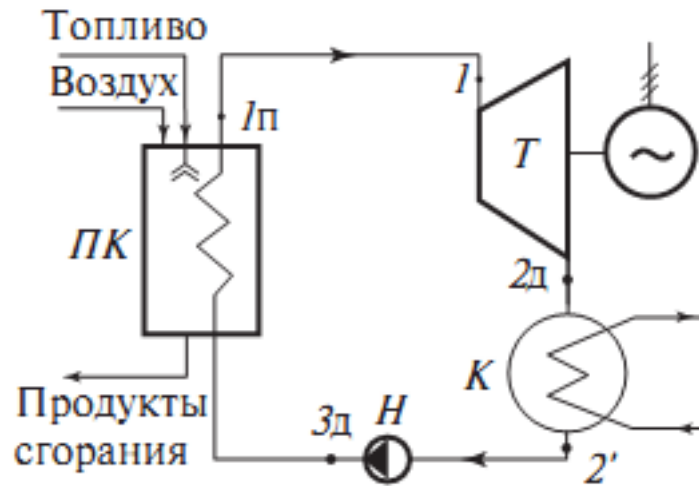 Топливо
Воздух
1п
1
Т
ПК
2д
К
Продукты
сгорания
3д
Н
2'